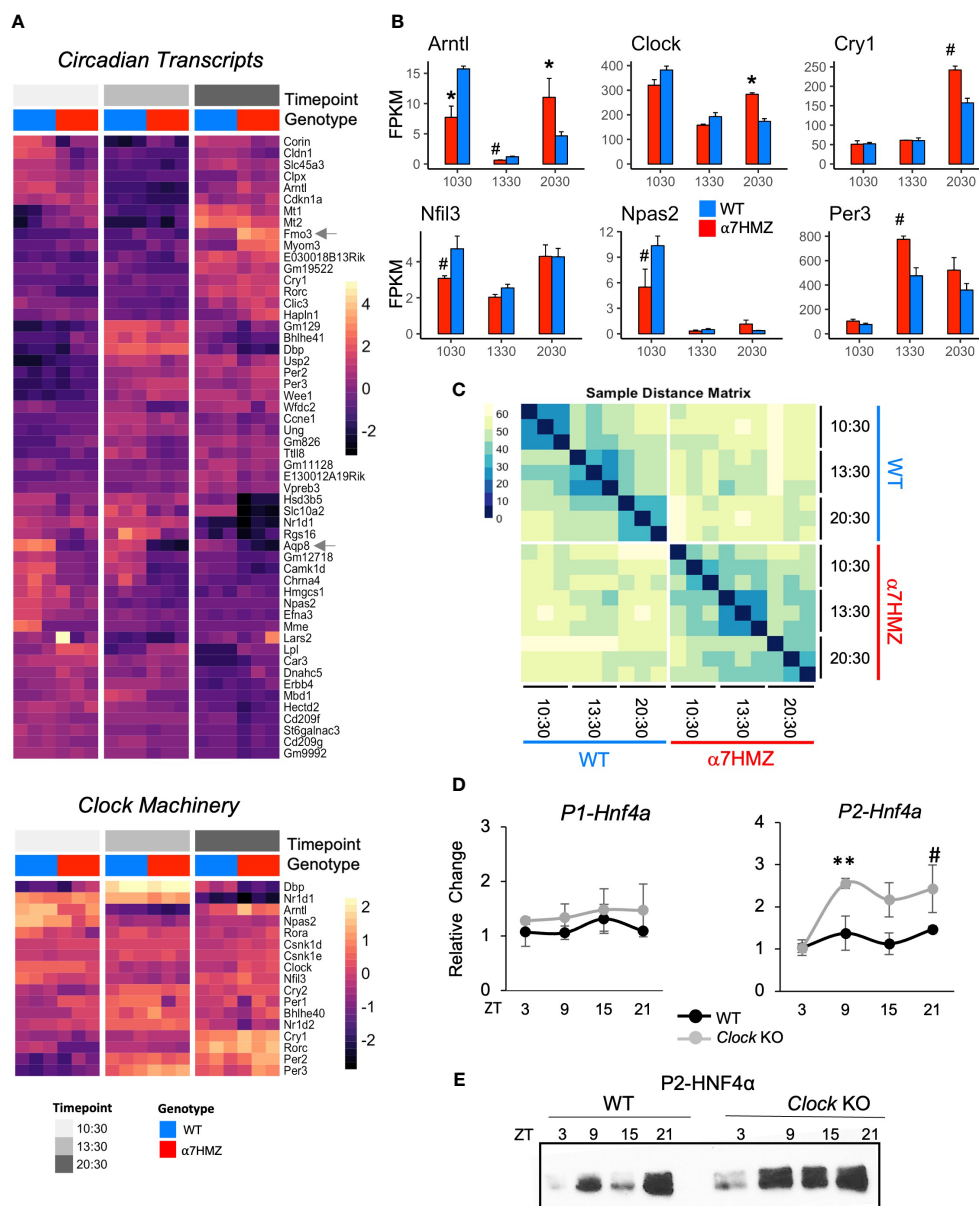 A
Circadian Transcripts
Timepoint
Genotype
Corin
Cldn1
Slc45a3
Clpx
Arntl
Cdkn1a
Mt1
Mt2
Fmo3
Myom3
E030018B13Rik
Gm19522
Cry1
Rorc
Clic3
Hapln1
Gm129
Bhlhe41
Dbp
Usp2
Per2
Per3
Wee1
Wfdc2
Ccne1
Ung
Gm826
Ttll8
Gm11128
E130012A19Rik
Vpreb3
Hsd3b5
Slc10a2
Nr1d1
Rgs16
Aqp8
Gm12718
Camk1d
Chrna4
Hmgcs1
Npas2
Efna3
Mme
Lars2
Lpl
Car3
Dnahc5
Erbb4
Mbd1
Hectd2
Cd209f
St6galnac3
Cd209g
Gm9992
4
2
0
-2
Clock Machinery
Timepoint
Genotype
Dbp
Nr1d1
Arntl
Npas2
Rora
Csnk1d
Csnk1e
Clock
Nfil3
Cry2
Per1
Bhlhe40
Nr1d2
Cry1
Rorc
Per2
Per3
2
1
0
-1
-2
Timepoint
10:30
13:30
20:30
Genotype
WT
α7HMZ
B
Arntl
FPKM
15
10
5
0
*
#
*
1030 1330 2030
Clock
400
300
200
100
0
*
1030 1330 2030
Cry1
250
200
150
100
50
0
#
1030 1330 2030
Nfil3
FPKM
4
2
0
#
1030 1330 2030
Npas2
10
5
0
#
1030 1330 2030
WT
α7HMZ
Per3
800
600
400
200
0
#
1030 1330 2030
C
Sample Distance Matrix
60
50
40
30
20
10
0
10:30
13:30
20:30
WT
10:30
13:30
20:30
α7HMZ
10:30 13:30 20:30 10:30 13:30 20:30
WT α7HMZ
D
P1-Hnf4a
Relative Change
3
2
1
0
ZT 3 9 15 21
P2-Hnf4a
4
3
2
1
0
** #
3 9 15 21
WT
Clock KO
E
P2-HNF4α
WT Clock KO
ZT 3 9 15 21 3 9 15 21